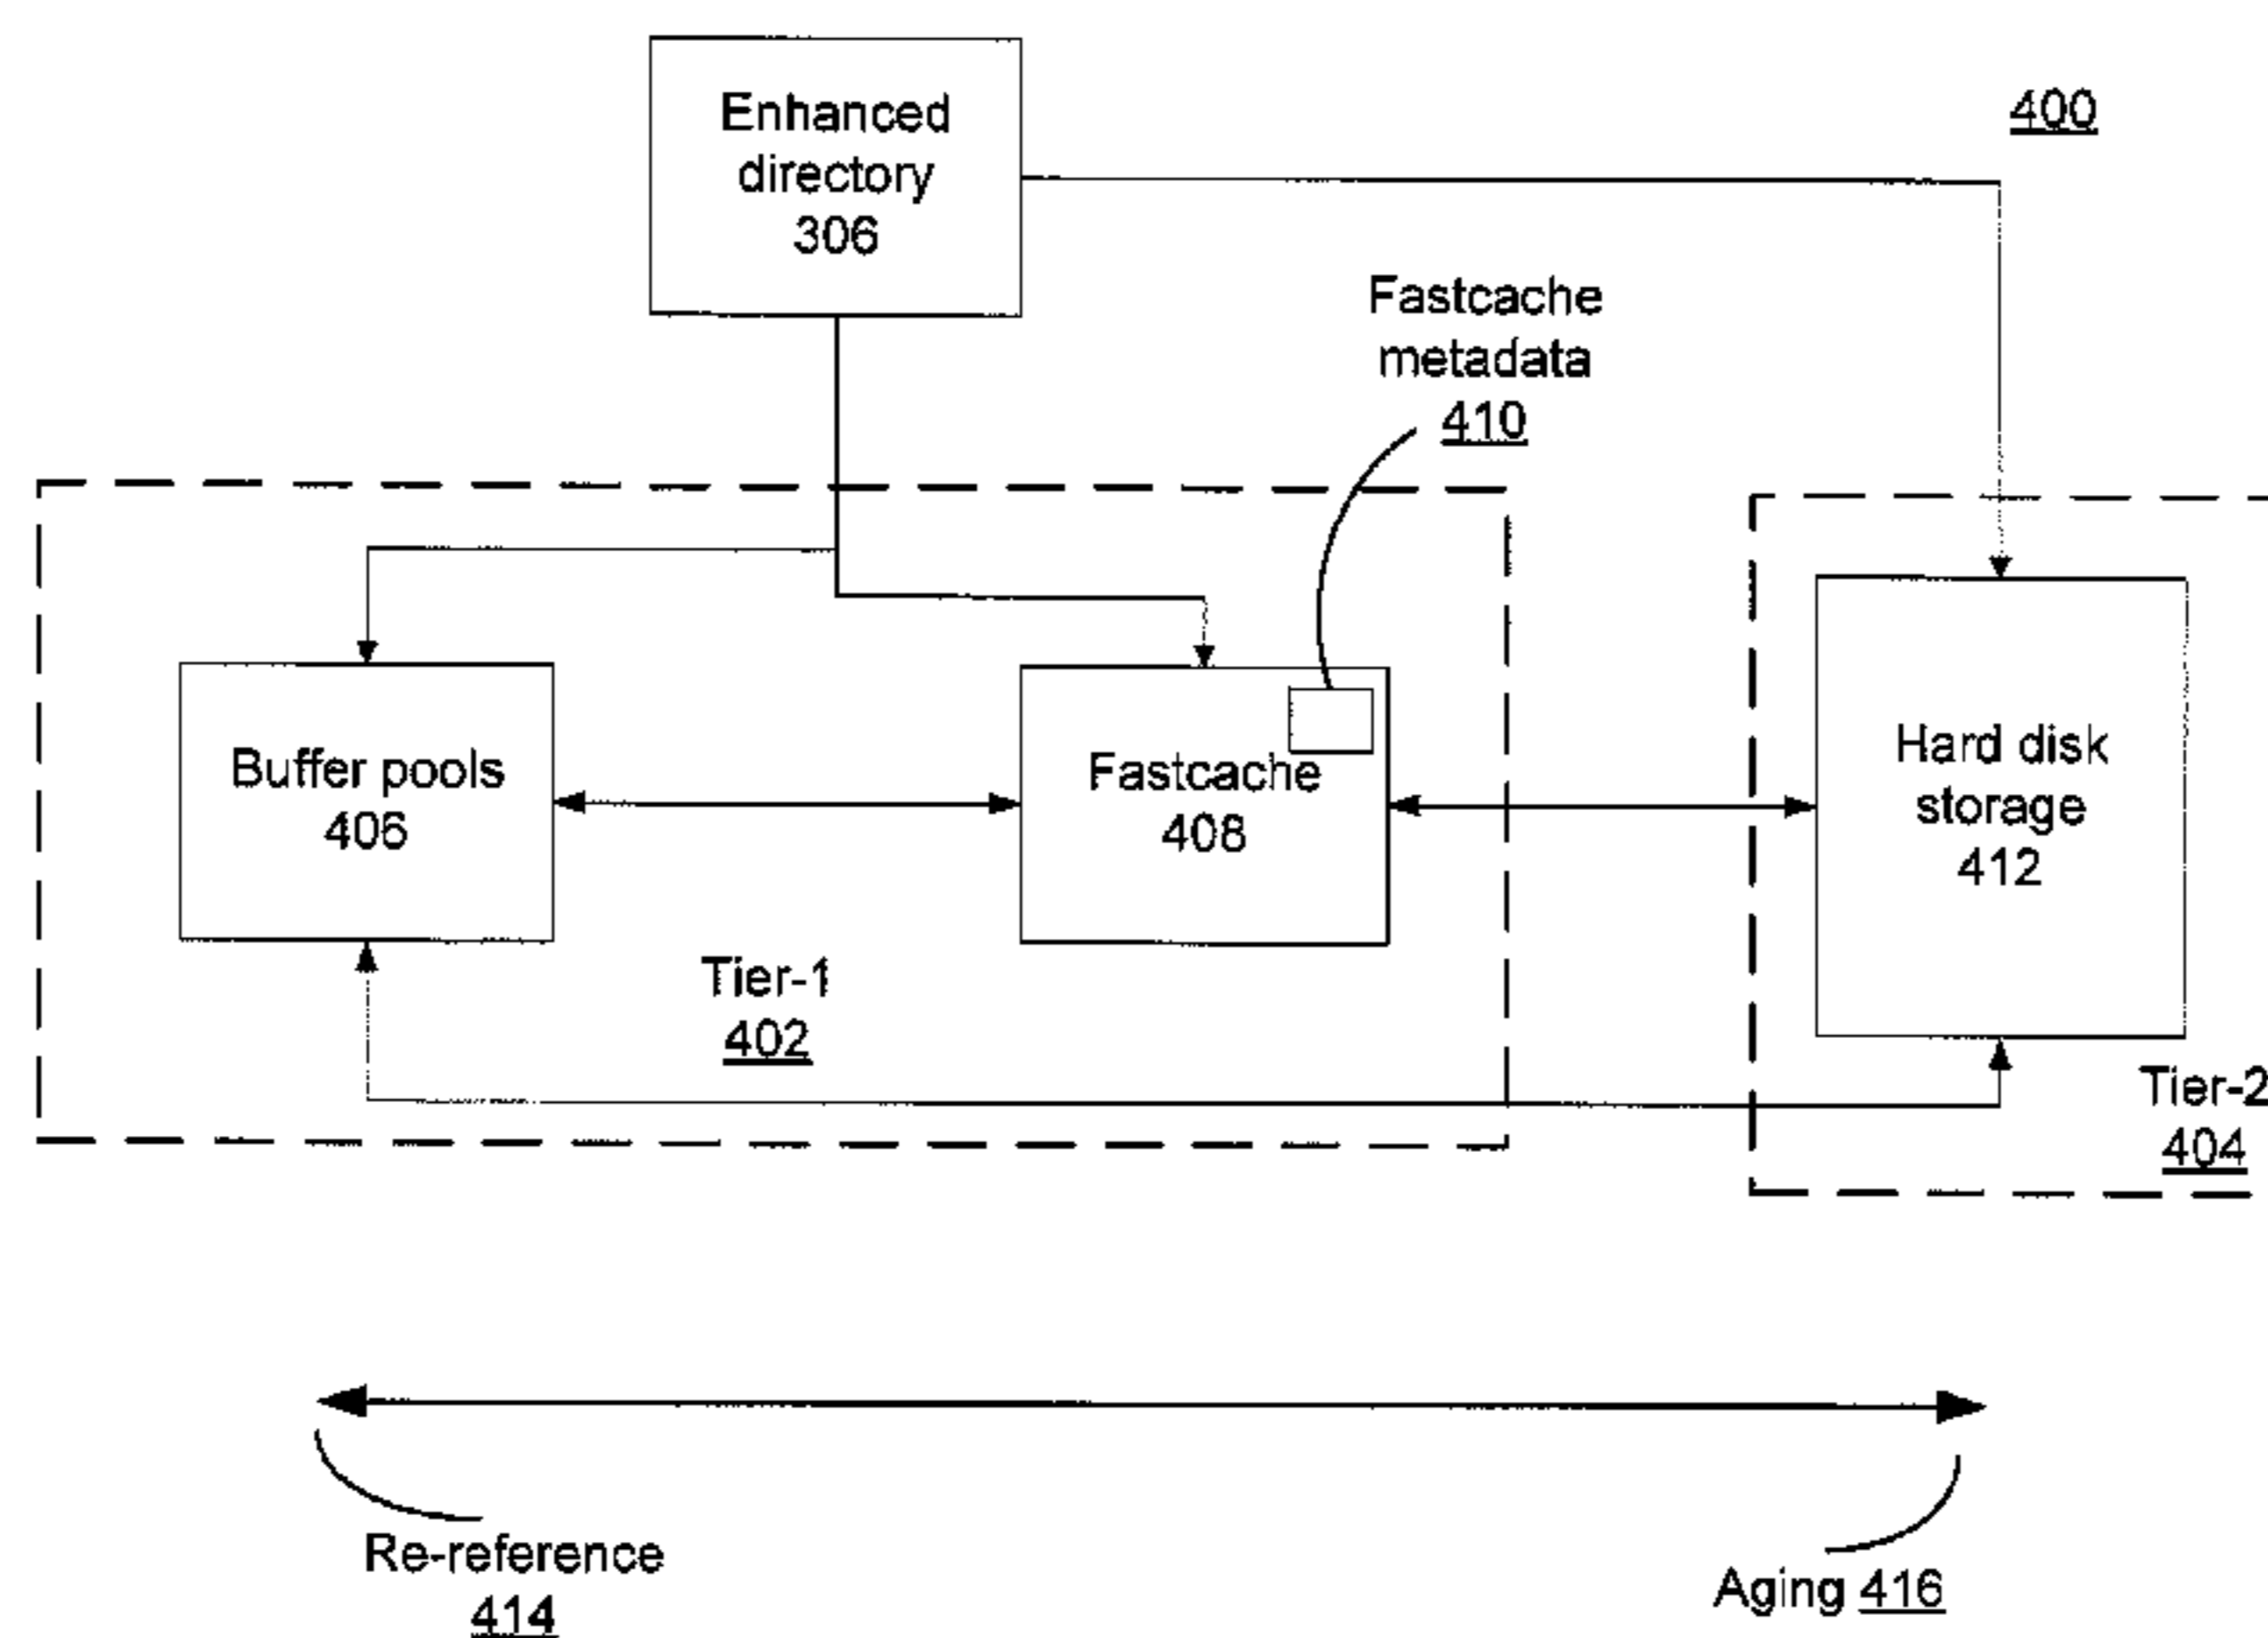 Enhanced
directory
306
400
Fastcache
metadata
410
Buffer pools
406
Fastcache
408
Hard disk
storage
412
Tier-1
402
Tier-2
404
Re-reference
414
Aging 416